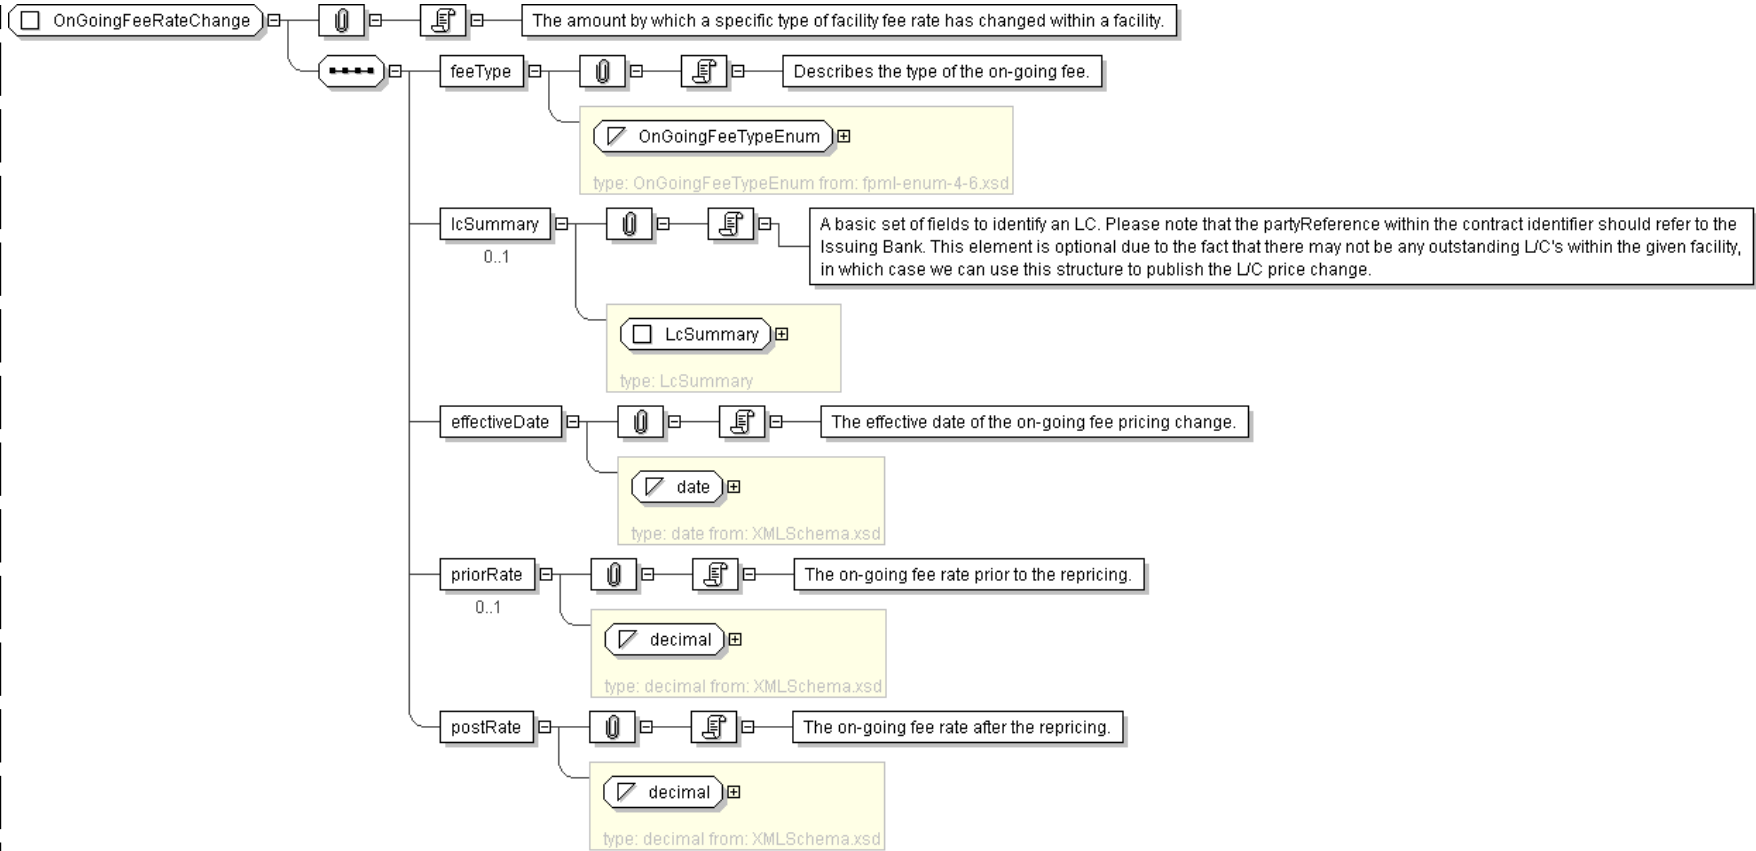 OnGoingFeeRateChange
The amount by which a specific type of facility fee rate has changed within a facility.
feeType
Describes the type of the on-going fee.
OnGoingFeeTypeEnum
type: OnGoingFeeTypeEnum from: fpml-enum-4-6.xsd
lcSummary
0..1
A basic set of fields to identify an LC. Please note that the partyReference within the contract identifier should refer to the
Issuing Bank. This element is optional due to the fact that there may not be any outstanding L/C's within the given facility,
in which case we can use this structure to publish the L/C price change.
LcSummary
type: LcSummary
effectiveDate
The effective date of the on-going fee pricing change.
date
type: date from: XMLSchema.xsd
priorRate
0..1
The on-going fee rate prior to the repricing.
decimal
type: decimal from: XMLSchema.xsd
postRate
The on-going fee rate after the repricing.
decimal
type: decimal from: XMLSchema.xsd